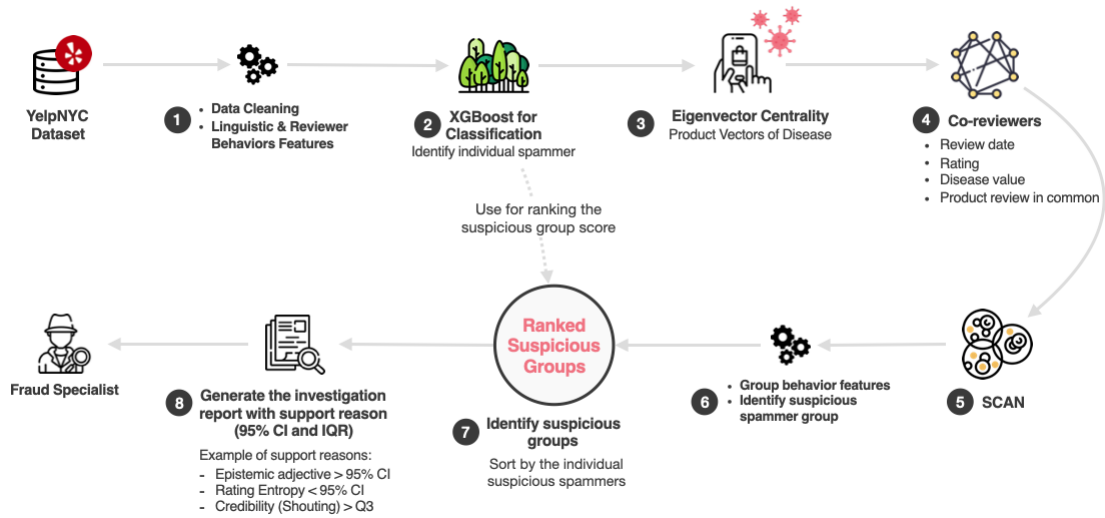 YelpNYC
Dataset
1
• Data Cleaning
• Linguistic & Reviewer
Behaviors Features
2
XGBoost for
Classification
Identify individual spammer
3
Eigenvector Centrality
Product Vectors of Disease
4
Co-reviewers
• Review date
• Rating
• Disease value
• Product review in common
Use for ranking the
suspicious group score
Fraud Specialist
8
Generate the investigation
report with support reason
(95% CI and IQR)
Example of support reasons:
- Epistemic adjective > 95% CI
- Rating Entropy < 95% CI
- Credibility (Shouting) > Q3
Ranked
Suspicious
Groups
7
Identify suspicious
groups
Sort by the individual
suspicious spammers
6
• Group behavior features
• Identify suspicious
spammer group
5
SCAN